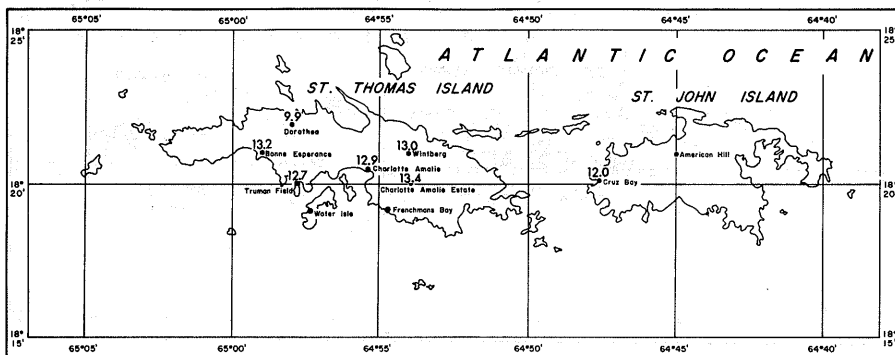 65°05' 65°00' 64°55' 64°50' 64°45' 64°40'
18° 25' 18° 25'
ATLANTIC OCEAN
ST. THOMAS ISLAND
ST. JOHN ISLAND
9.9
Dorothea
13.2
Bonne Esperance
13.0
Wintberg
12.9
Charlotte Amalie
American Hill
12.7
Truman Field
13.4
Charlotte Amalie Estate
12.0
Cruz Bay
18° 20' 18° 20'
Water Isle
Frenchmans Bay
18° 15' 18° 15'
65°05' 65°00' 64°55' 64°50' 64°45' 64°40'